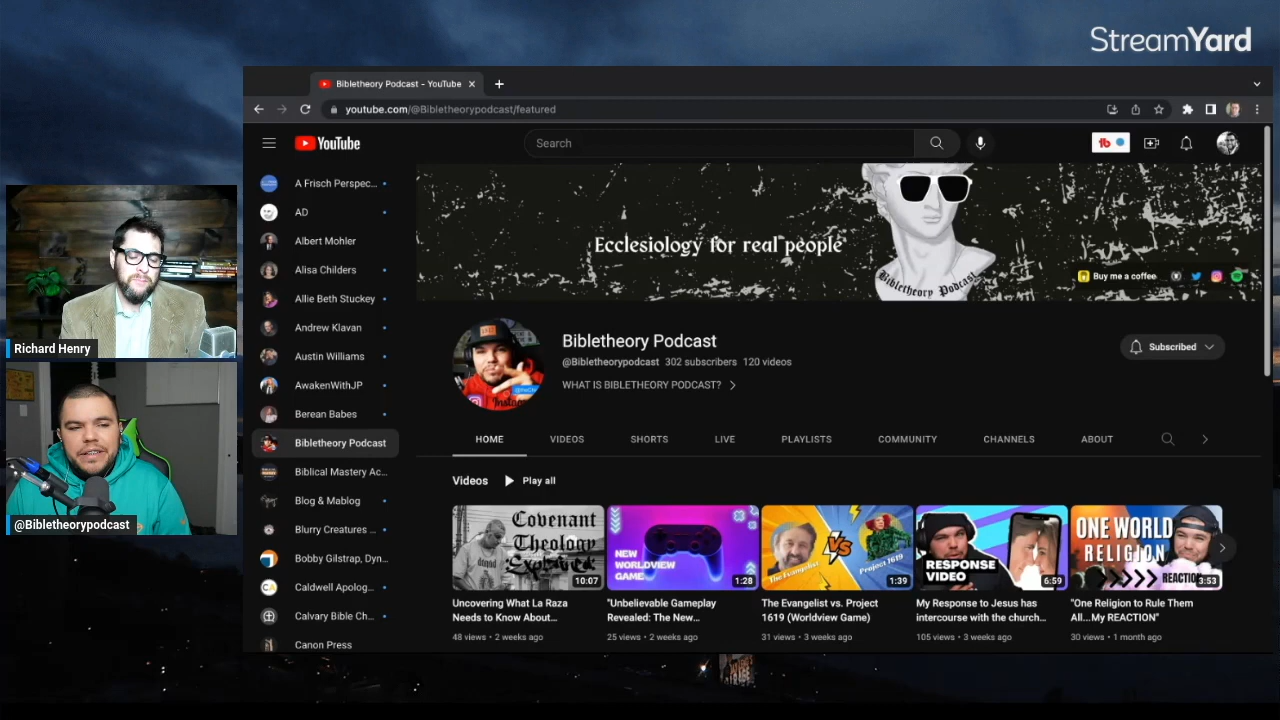 StreamYard
Bibletheory Podcast - YouTube
youtube.com/@Bibletheorypodcast/featured
YouTube
Search
A Frisch Perspec...
AD
Albert Mohler
Alisa Childers
Allie Beth Stuckey
Andrew Klavan
Austin Williams
AwakenWithJP
Berean Babes
Bibletheory Podcast
Biblical Mastery Ac...
Blog & Mablog
Blurry Creatures ...
Bobby Gilstrap, Dyn...
Caldwell Apolog...
Calvary Bible Ch...
Canon Press
Ecclesiology for real people
Bibletheory Podcast
Buy me a coffee
Bibletheory Podcast
@Bibletheorypodcast 302 subscribers 120 videos
WHAT IS BIBLETHEORY PODCAST?
Subscribed
HOME VIDEOS SHORTS LIVE PLAYLISTS COMMUNITY CHANNELS ABOUT
Videos Play all
Covenant
Theology
Explained
10:07
NEW
WORLDVIEW
GAME
1:28
The Evangelist
VS
Project
1619
1:39
RESPONSE
VIDEO
6:59
ONE WORLD
RELIGION
REACTIO
3:53
Uncovering What La Raza
Needs to Know About...
48 views • 2 weeks ago
"Unbelievable Gameplay
Revealed: The New...
25 views • 2 weeks ago
The Evangelist vs. Project
1619 (Worldview Game)
31 views • 3 weeks ago
My Response to Jesus has
intercourse with the church...
105 views • 3 weeks ago
"One Religion to Rule Them
All...My REACTION"
30 views • 1 month ago
Richard Henry
@Bibletheorypodcast